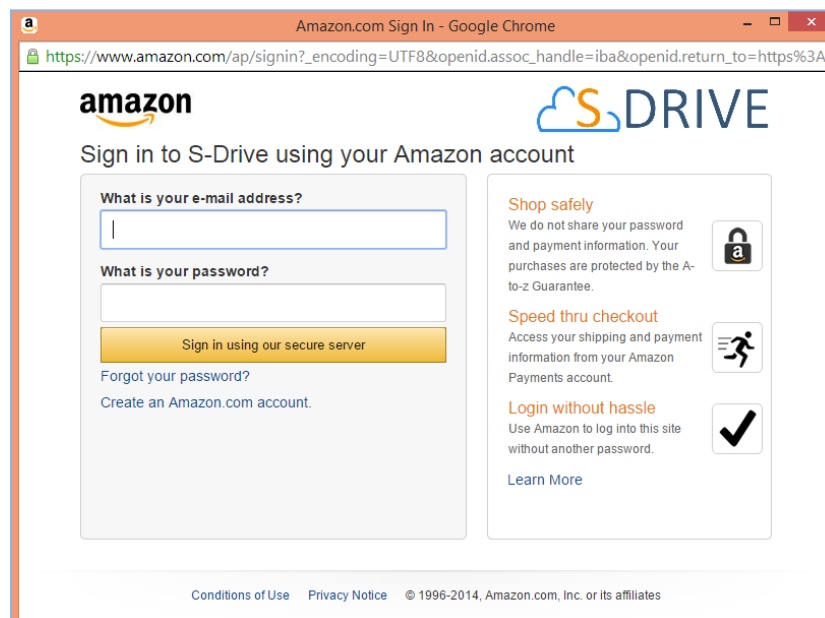 a
Amazon.com Sign In - Google Chrome
https://www.amazon.com/ap/signin?_encoding=UTF8&openid.assoc_handle=iba&openid.return_to=https%3A
amazon
S-DRIVE
Sign in to S-Drive using your Amazon account
What is your e-mail address?
What is your password?
Sign in using our secure server
Forgot your password?
Create an Amazon.com account.
Shop safely
We do not share your password
and payment information. Your
purchases are protected by the A-
to-z Guarantee.
a
Speed thru checkout
Access your shipping and payment
information from your Amazon
Payments account.
Login without hassle
Use Amazon to log into this site
without another password.
Learn More
Conditions of Use Privacy Notice © 1996-2014, Amazon.com, Inc. or its affiliates